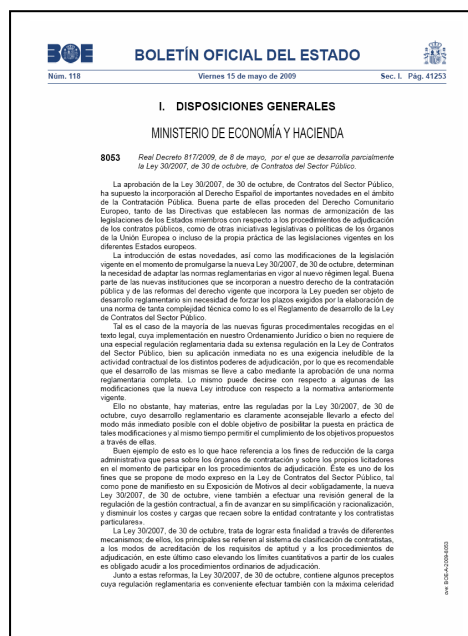 BOE
BOLETÍN OFICIAL DEL ESTADO
Núm. 118
Viernes 15 de mayo de 2009
Sec. I. Pág. 41253
I. DISPOSICIONES GENERALES
MINISTERIO DE ECONOMÍA Y HACIENDA
8053
Real Decreto 817/2009, de 8 de mayo, por el que se desarrolla parcialmente
la Ley 30/2007, de 30 de octubre, de Contratos del Sector Público.
La aprobación de la Ley 30/2007, de 30 de octubre, de Contratos del Sector Público,
ha supuesto la incorporación al Derecho Español de importantes novedades en el ámbito
de la Contratación Pública. Buena parte de ellas proceden del Derecho Comunitario
Europeo, tanto de las Directivas que establecen las normas de armonización de las
legislaciones de los Estados miembros con respecto a los procedimientos de adjudicación
de los contratos públicos, como de otras iniciativas legislativas o políticas de los órganos
de la Unión Europea o incluso de la propia práctica de las legislaciones vigentes en los
diferentes Estados europeos.
La introducción de estas novedades, así como las modificaciones de la legislación
vigente en el momento de promulgarse la nueva Ley 30/2007, de 30 de octubre, determinan
la necesidad de adaptar las normas reglamentarias en vigor al nuevo régimen legal. Buena
parte de las nuevas instituciones que se incorporan a nuestro derecho de la contratación
pública y de las reformas del derecho vigente que incorpora la Ley pueden ser objeto de
desarrollo reglamentario sin necesidad de forzar los plazos exigidos por la elaboración de
una norma de tanta complejidad técnica como lo es el Reglamento de desarrollo de la Ley
de Contratos del Sector Público.
Tal es el caso de la mayoría de las nuevas figuras procedimentales recogidas en el
texto legal, cuya implementación en nuestro Ordenamiento Jurídico o bien no requiere de
una especial regulación reglamentaria dada su extensa regulación en la Ley de Contratos
del Sector Público, bien su aplicación inmediata no es una exigencia ineludible de la
actividad contractual de los distintos poderes de adjudicación, por lo que es recomendable
que el desarrollo de las mismas se lleve a cabo mediante la aprobación de una norma
reglamentaria completa. Lo mismo puede decirse con respecto a algunas de las
modificaciones que la nueva Ley introduce con respecto a la normativa anteriormente
vigente.
Ello no obstante, hay materias, entre las reguladas por la Ley 30/2007, de 30 de
octubre, cuyo desarrollo reglamentario es claramente aconsejable llevarlo a efecto del
modo más inmediato posible con el doble objetivo de posibilitar la puesta en práctica de
tales modificaciones y al mismo tiempo permitir el cumplimiento de los objetivos propuestos
a través de ellas.
Buen ejemplo de esto es lo que hace referencia a los fines de reducción de la carga
administrativa que pesa sobre los órganos de contratación y sobre los propios licitadores
en el momento de participar en los procedimientos de adjudicación. Éste es uno de los
fines que se propone de modo expreso en la Ley de Contratos del Sector Público, tal
como pone de manifiesto en su Exposición de Motivos al decir «obligadamente, la nueva
Ley 30/2007, de 30 de octubre, viene también a efectuar una revisión general de la
regulación de la gestión contractual, a fin de avanzar en su simplificación y racionalización,
y disminuir los costes y cargas que recaen sobre la entidad contratante y los contratistas
particulares».
La Ley 30/2007, de 30 de octubre, trata de lograr esta finalidad a través de diferentes
mecanismos; de ellos, los principales se refieren al sistema de clasificación de contratistas,
a los modos de acreditación de los requisitos de aptitud y a los procedimientos de
adjudicación, en este último caso elevando los límites cuantitativos a partir de los cuales
es obligado acudir a los procedimientos ordinarios de adjudicación.
Junto a estas reformas, la Ley 30/2007, de 30 de octubre, contiene algunos preceptos
cuya regulación reglamentaria es conveniente efectuar también con la máxima celeridad
cve: BOE-A-2009-8053